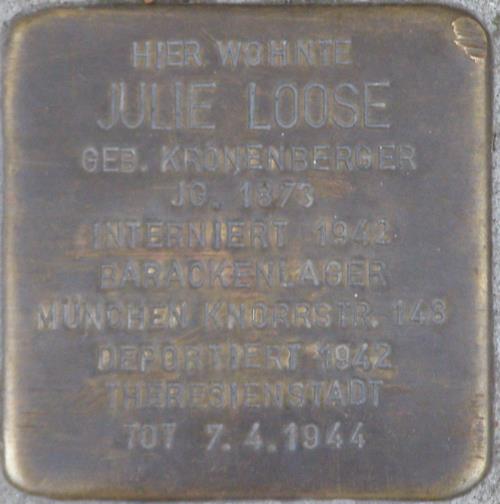 HIER WOHNTE
JULIE LOOSE
GEB. KRONENBERGER
JG. 1873
INTERNIERT 1942
BARACKENLAGER
MÜNCHEN KNORRSTR. 148
DEPORTIERT 1942
THERESIENSTADT
TOT 7.4.1944